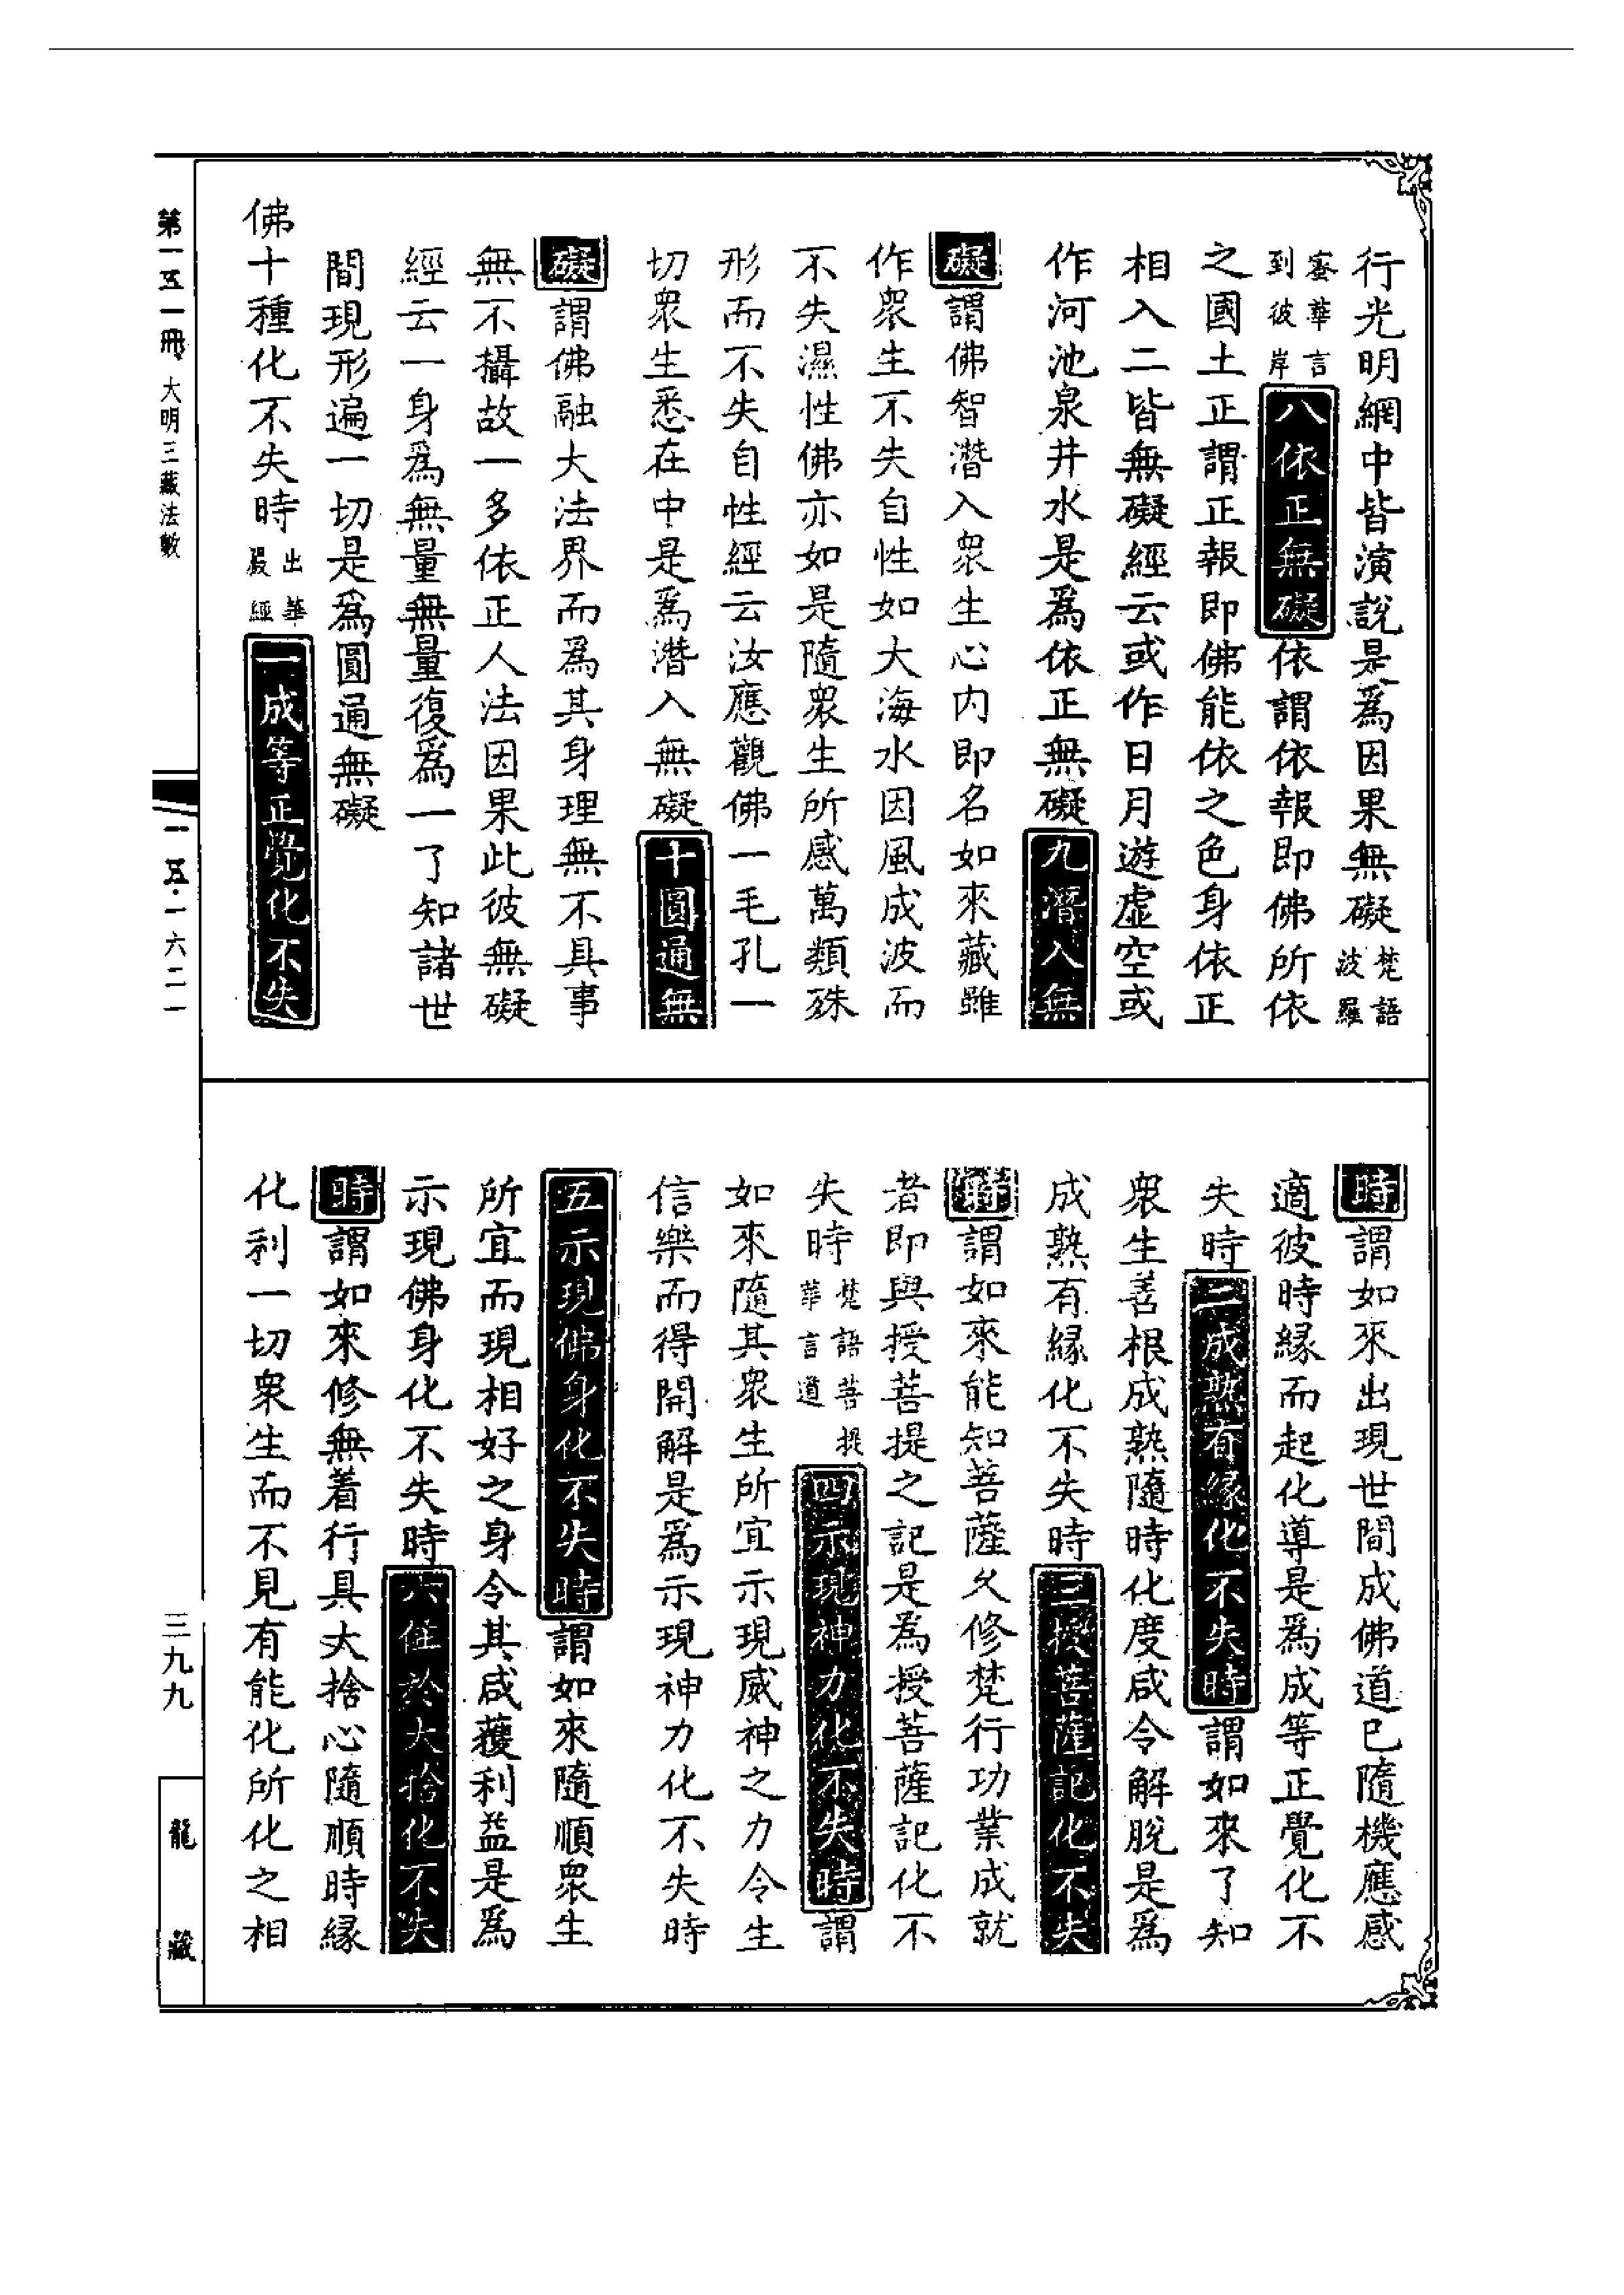 行光明網中皆演說是爲因果無礙梵語波羅
蜜華言到彼岸八依正無礙依謂依報即佛所依
之國土正謂正報即佛能依之色身依正
相入二皆無礙經云或作日月遊虛空或
作河池泉井水是爲依正無礙九潛入無
礙謂佛智潛入衆生心内即名如來藏雖
作衆生不失自性如大海水因風成波而
不失濕性佛亦如是隨衆生所感萬類殊
形而不失自性經云汝應觀佛一毛孔一
切衆生悉在中是爲潛入無礙十圓通無
礙謂佛融大法界而爲其身理無不具事
無不攝故一多依正人法因果此彼無礙
經云一身爲無量無量復爲一了知諸世
間現形遍一切是爲圓通無礙
佛十種化不失時出華嚴經一成等正覺化不失
時謂如來出現世間成佛道已隨機應感
適彼時緣而起化導是爲成等正覺化不
失時二成熟有緣化不失時謂如來了知
衆生善根成熟隨時化度咸令解脫是爲
成熟有緣化不失時三授菩薩記化不失
時謂如來能知菩薩久修梵行功業成就
者即與授菩提之記是爲授菩薩記化不
失時梵語菩提華言道四示現神力化不失時謂
如來隨其衆生所宜示現威神之力令生
信樂而得開解是爲示現神力化不失時
五示現佛身化不失時謂如來隨順衆生
所宜而現相好之身令其咸獲利益是爲
示現佛身化不失時六住於大捨化不失
時謂如來修無着行具大捨心隨順時緣
化利一切衆生而不見有能化所化之相
第一五一冊 大明三藏法數
一五·一六二一
三九九
龍藏